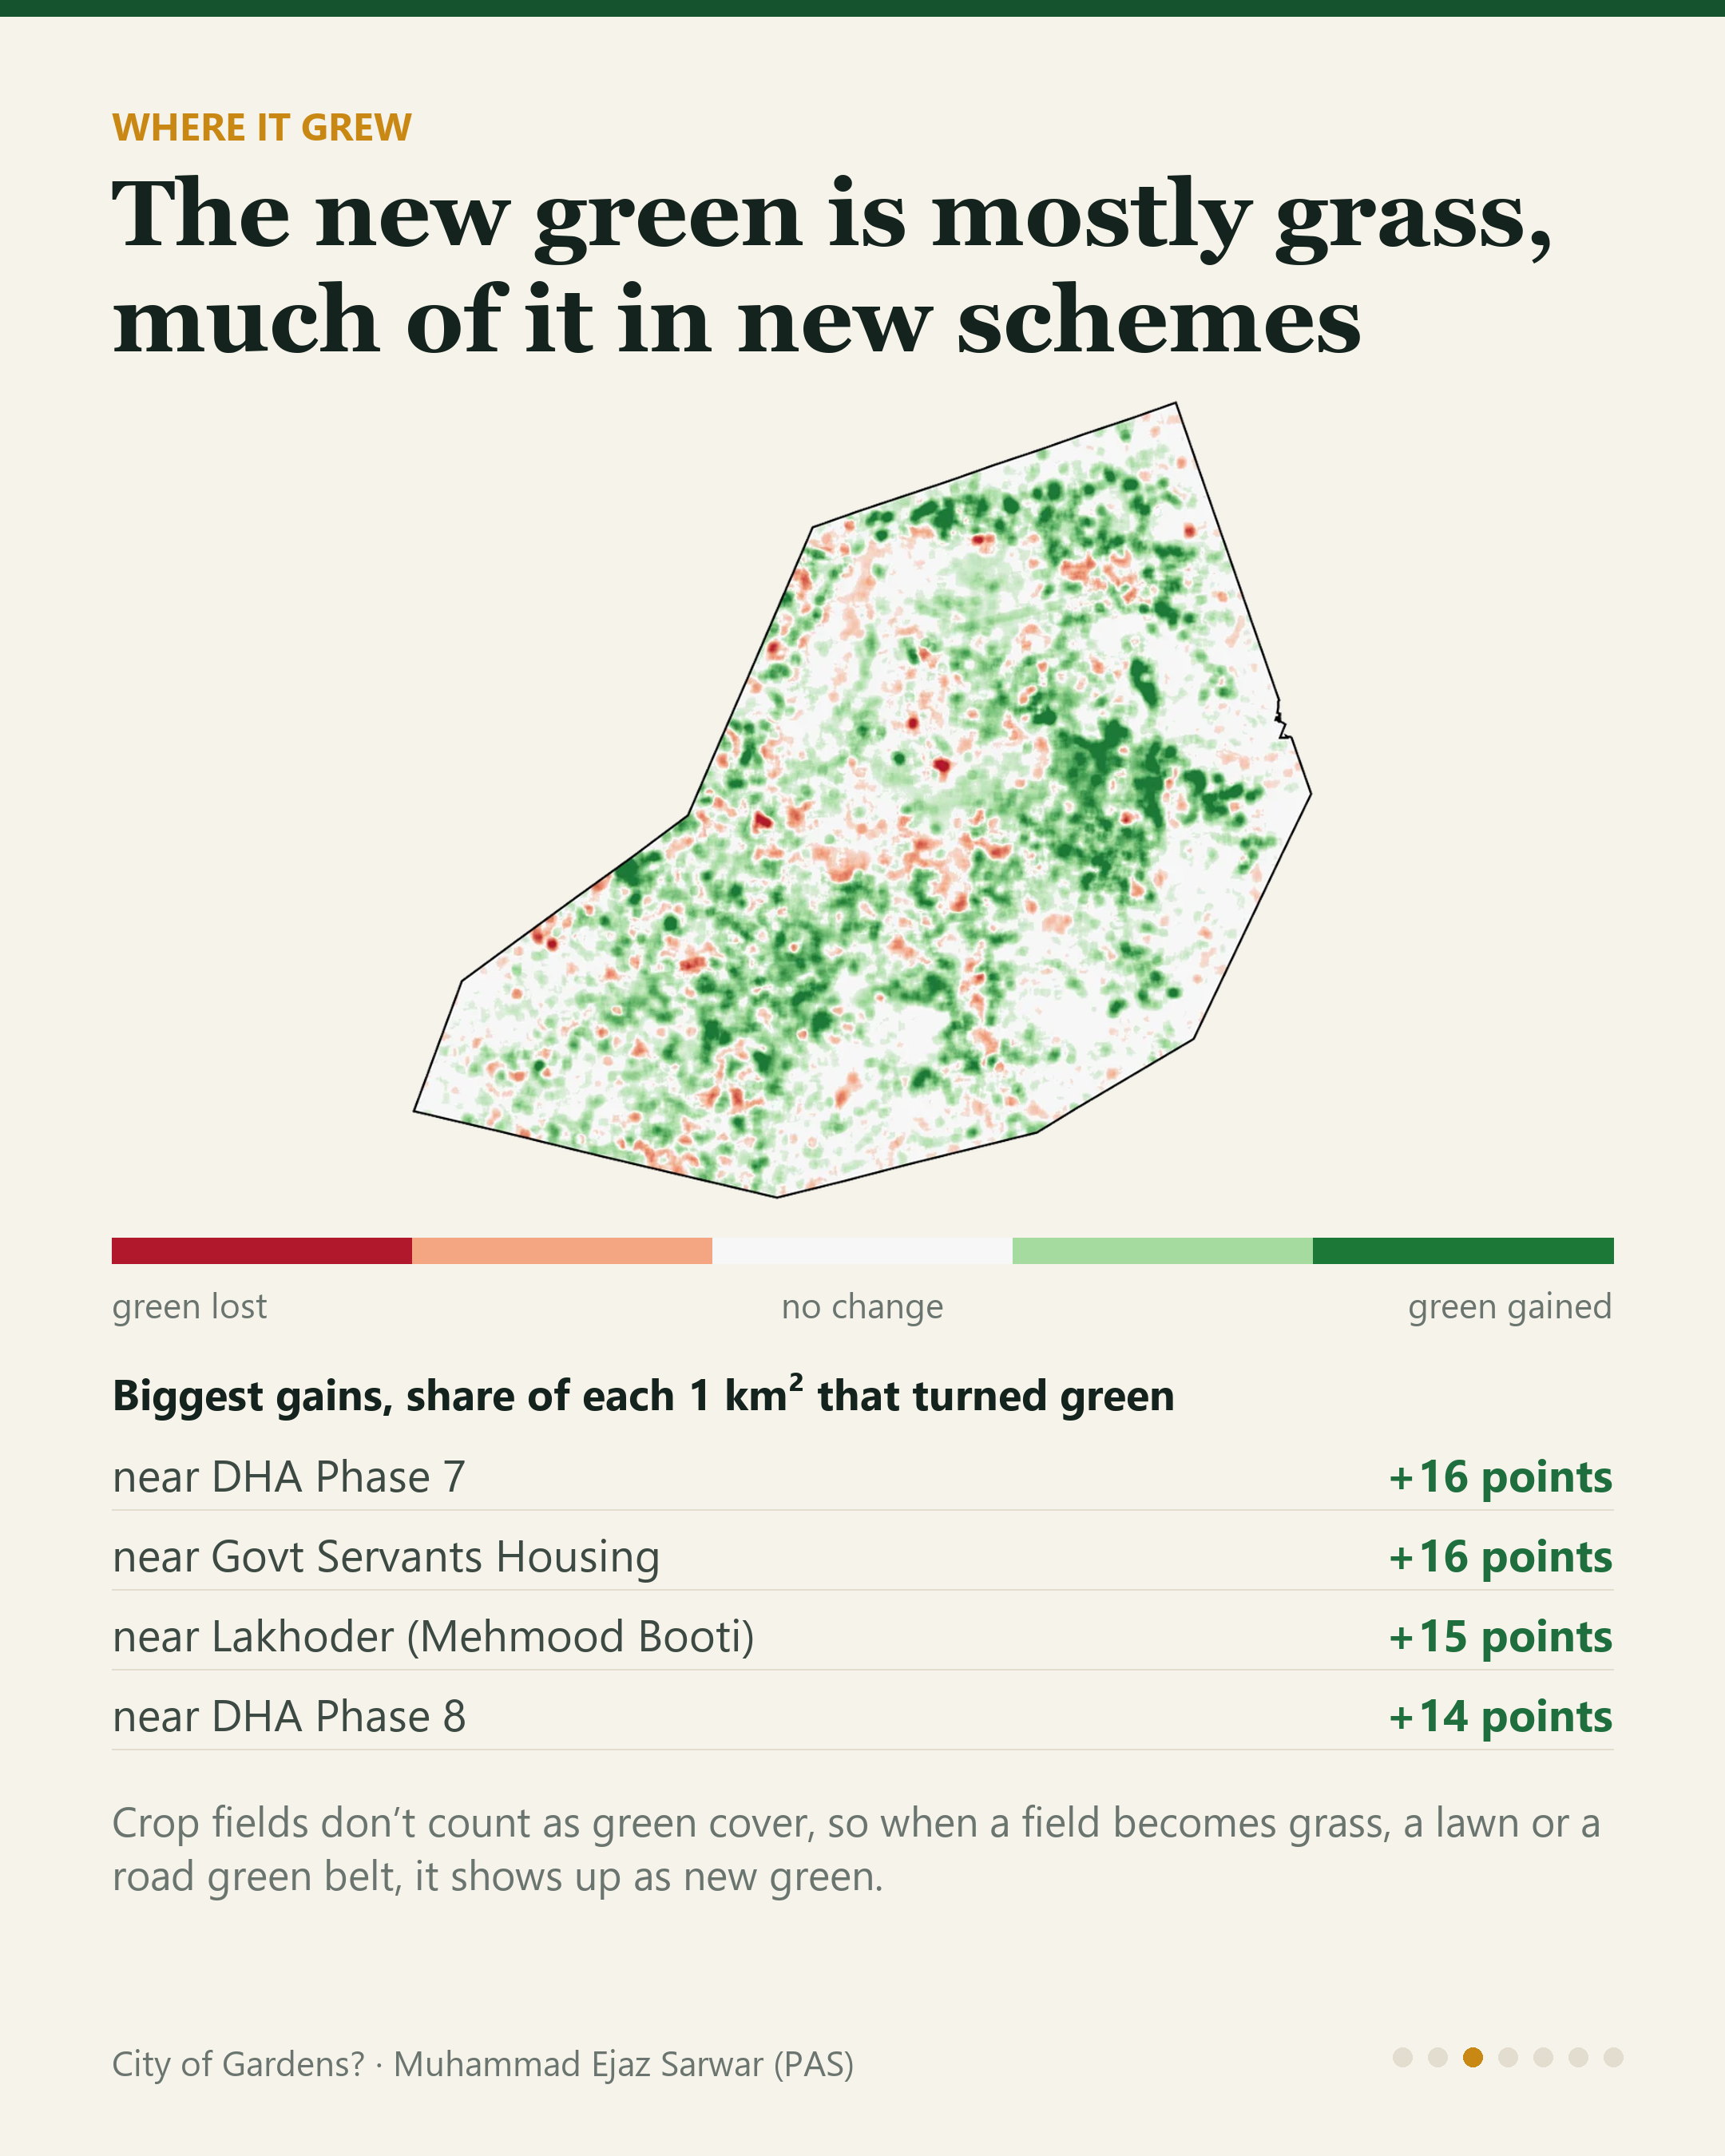 WHERE IT GREW
The new green is mostly grass,
much of it in new schemes
green lost
no change
green gained
Biggest gains, share of each 1 km² that turned green
near DHA Phase 7 +16 points
near Govt Servants Housing +16 points
near Lakhoder (Mehmood Booti) +15 points
near DHA Phase 8 +14 points
Crop fields don’t count as green cover, so when a field becomes grass, a lawn or a
road green belt, it shows up as new green.
City of Gardens? · Muhammad Ejaz Sarwar (PAS)